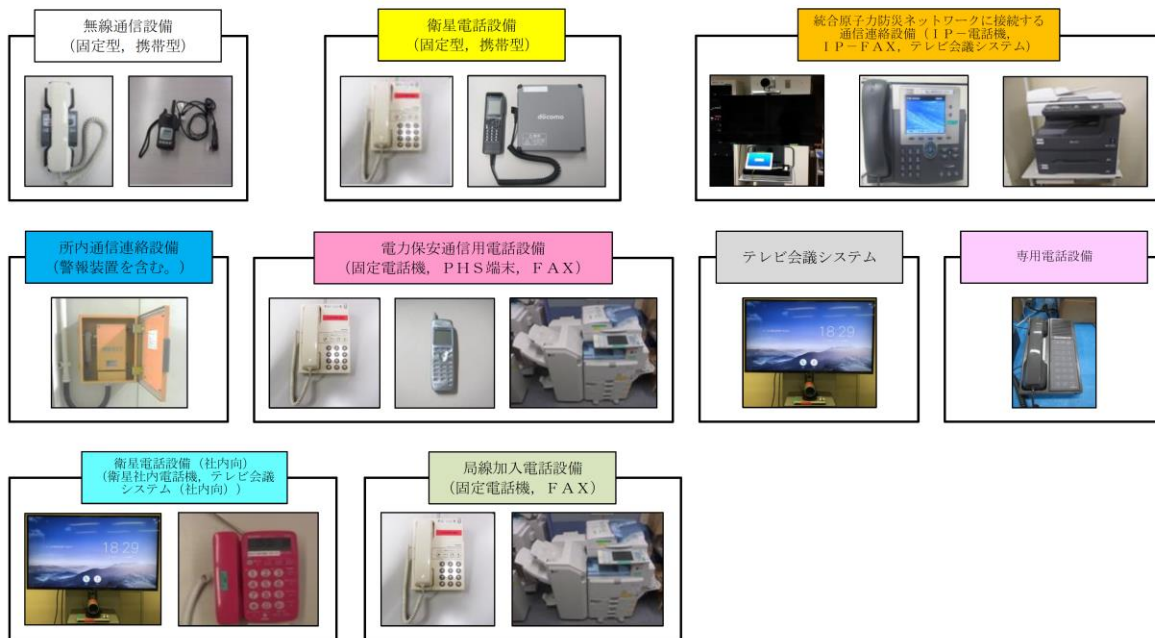 無線通信設備
（固定型，携帯型）
衛星電話設備
（固定型，携帯型）
統合原子力防災ネットワークに接続する
通信連絡設備（ＩＰ－電話機，
ＩＰ－ＦＡＸ，テレビ会議システム）
docomo
所内通信連絡設備
（警報装置を含む。）
電力保安通信用電話設備
（固定電話機，ＰＨＳ端末，ＦＡＸ）
テレビ会議システム
18:29
専用電話設備
衛星電話設備（社内向）
（衛星社内電話機，テレビ会議
システム（社内向））
18:29
局線加入電話設備
（固定電話機，ＦＡＸ）